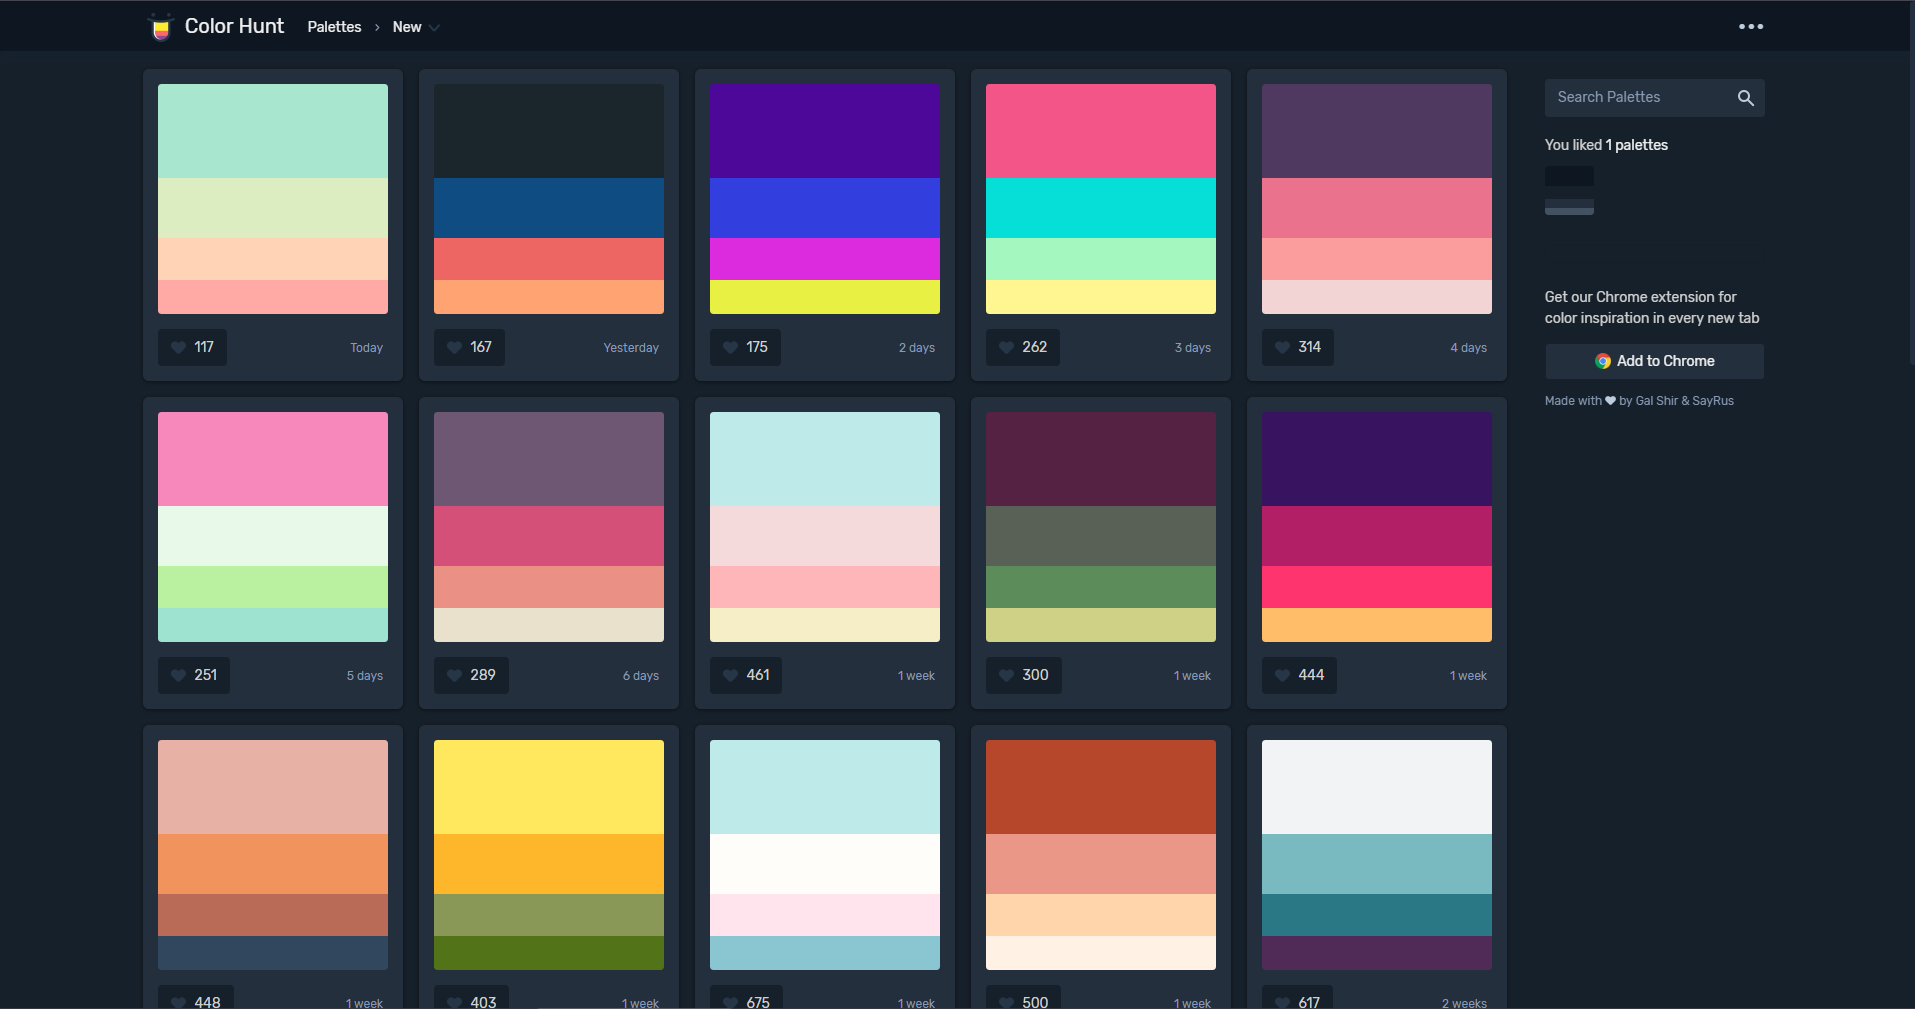 Color Hunt Palettes › New
117 Today
167 Yesterday
175 2 days
262 3 days
314 4 days
Search Palettes
You liked 1 palettes
Get our Chrome extension for
color inspiration in every new tab
Add to Chrome
Made with ♥ by Gal Shir & SayRus
251 5 days
289 6 days
461 1 week
300 1 week
444 1 week
448 1 week
403 1 week
675 1 week
500 1 week
617 2 weeks